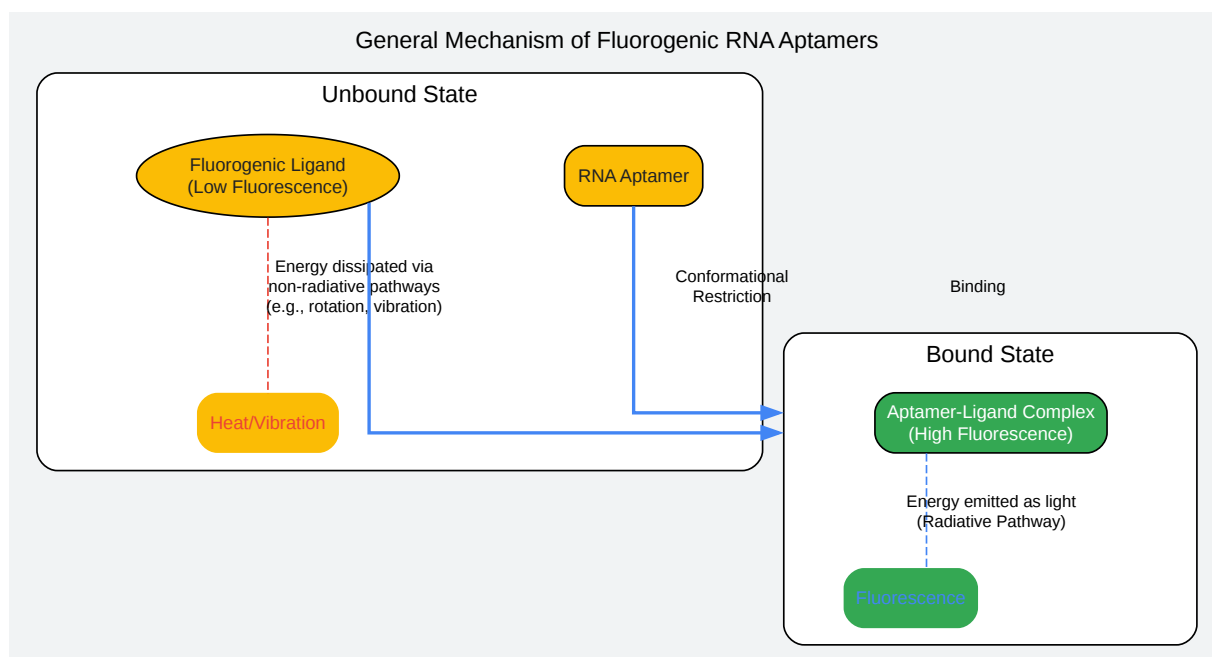 General Mechanism of Fluorogenic RNA Aptamers
Unbound State
Fluorogenic Ligand
(Low Fluorescence)
RNA Aptamer
Energy dissipated via
non-radiative pathways
(e.g., rotation, vibration)
Conformational
Restriction
Binding
Heat/Vibration
Bound State
Aptamer-Ligand Complex
(High Fluorescence)
Energy emitted as light
(Radiative Pathway)
Fluorescence